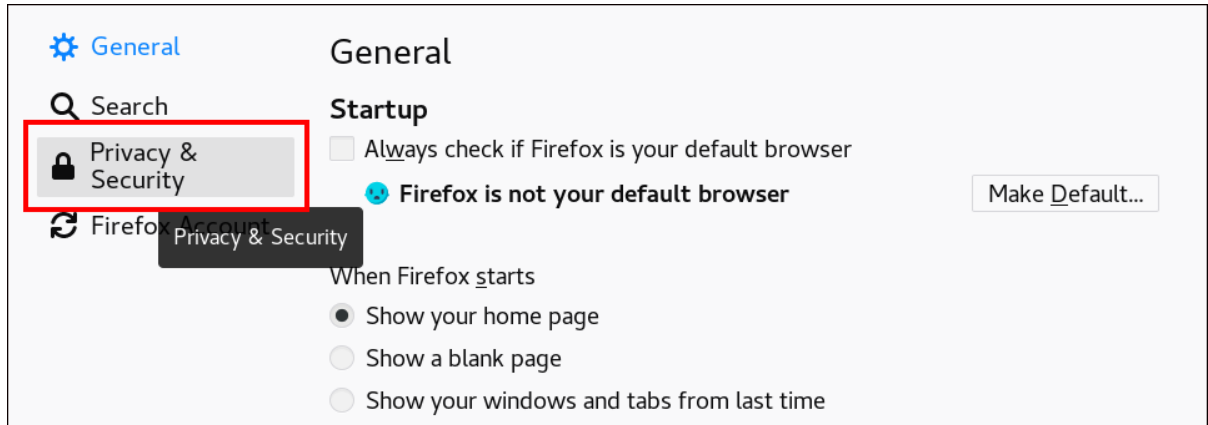 General
Search
Privacy &
Security
Firefox Account
Privacy & Security
General
Startup
Always check if Firefox is your default browser
Firefox is not your default browser
Make Default...
When Firefox starts
Show your home page
Show a blank page
Show your windows and tabs from last time